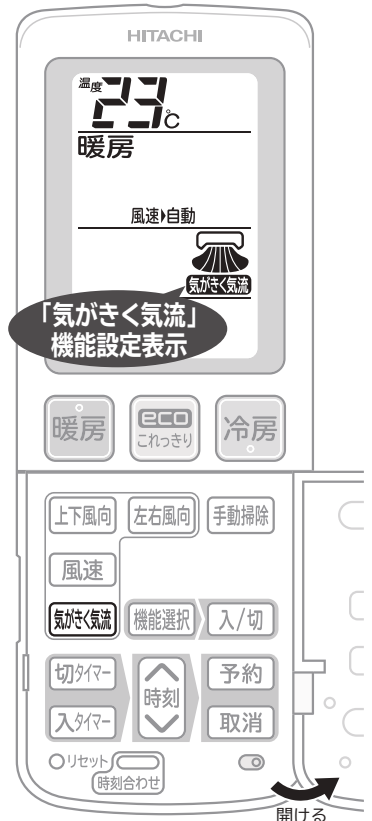 HITACHI
温度 23℃
暖房
風速▶自動
気がきく気流
「気がきく気流」
機能設定表示
暖房 eco これっきり 冷房
上下風向 左右風向 手動掃除
風速
気がきく気流 機能選択 入/切
切タイマー 時刻 予約
入タイマー 取消
リセット 時刻合わせ
開ける